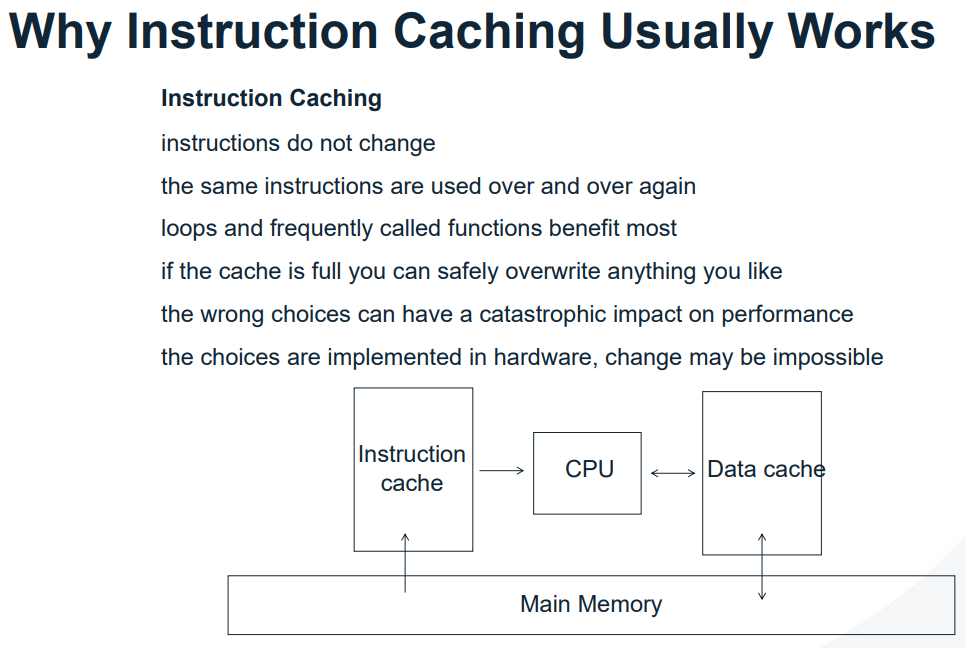 Why Instruction Caching Usually Works
Instruction Caching
instructions do not change
the same instructions are used over and over again
loops and frequently called functions benefit most
if the cache is full you can safely overwrite anything you like
the wrong choices can have a catastrophic impact on performance
the choices are implemented in hardware, change may be impossible
Instruction
cache
CPU
Data cache
Main Memory